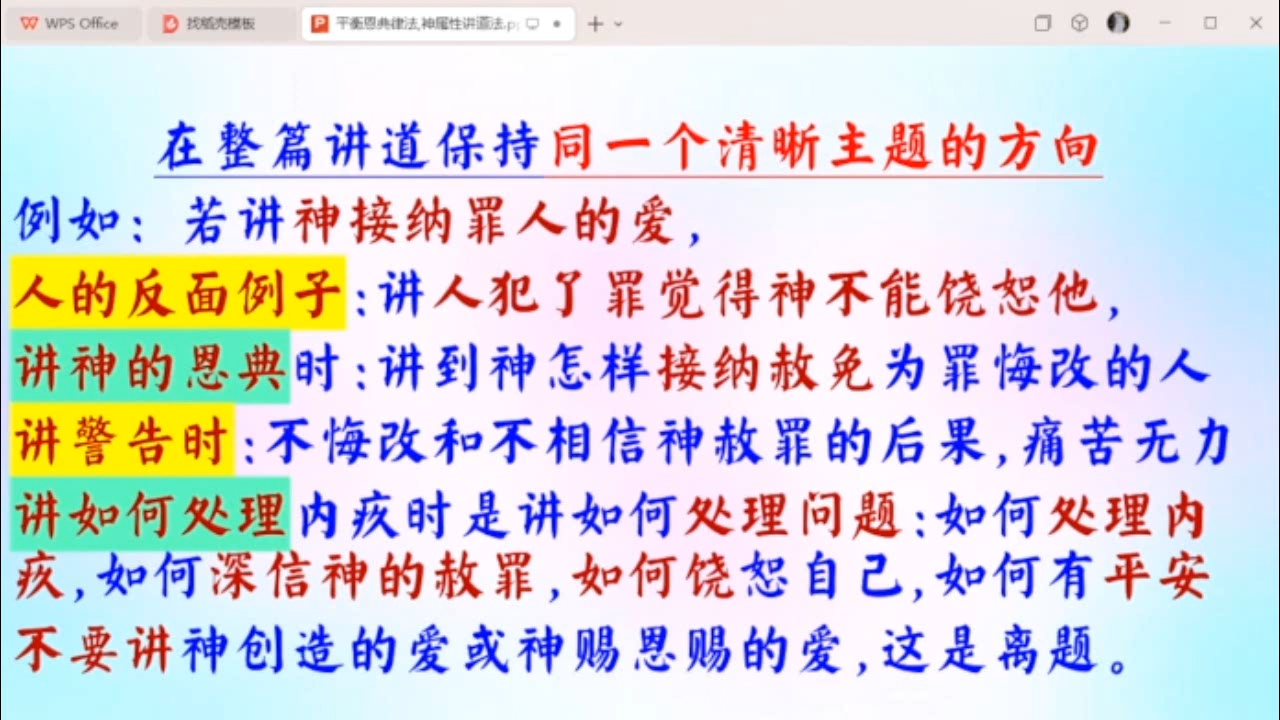 WPS Office 找稻壳模板 平衡恩典律法,神属性讲道法.p
在整篇讲道保持同一个清晰主题的方向
例如：若讲神接纳罪人的爱，
人的反面例子:讲人犯了罪觉得神不能饶恕他,
讲神的恩典时:讲到神怎样接纳赦免为罪悔改的人
讲警告时:不悔改和不相信神赦罪的后果,痛苦无力
讲如何处理内疚时是讲如何处理问题:如何处理内
疚,如何深信神的赦罪,如何饶恕自己,如何有平安
不要讲神创造的爱或神赐恩赐的爱,这是离题。